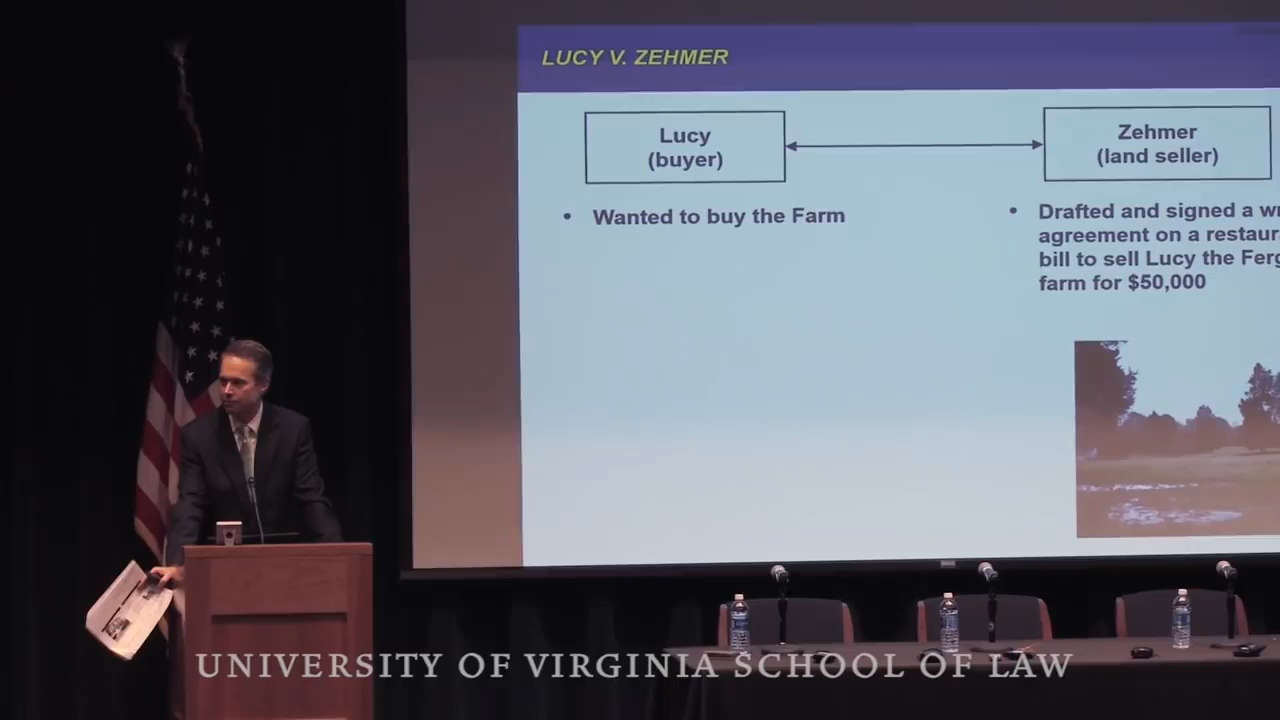 LUCY V. ZEHMER
Lucy
(buyer)
Zehmer
(land seller)
• Wanted to buy the Farm
• Drafted and signed a
agreement on a
bill to sell Lucy the
farm for $50,000
UNIVERSITY OF VIRGINIA SCHOOL OF LAW